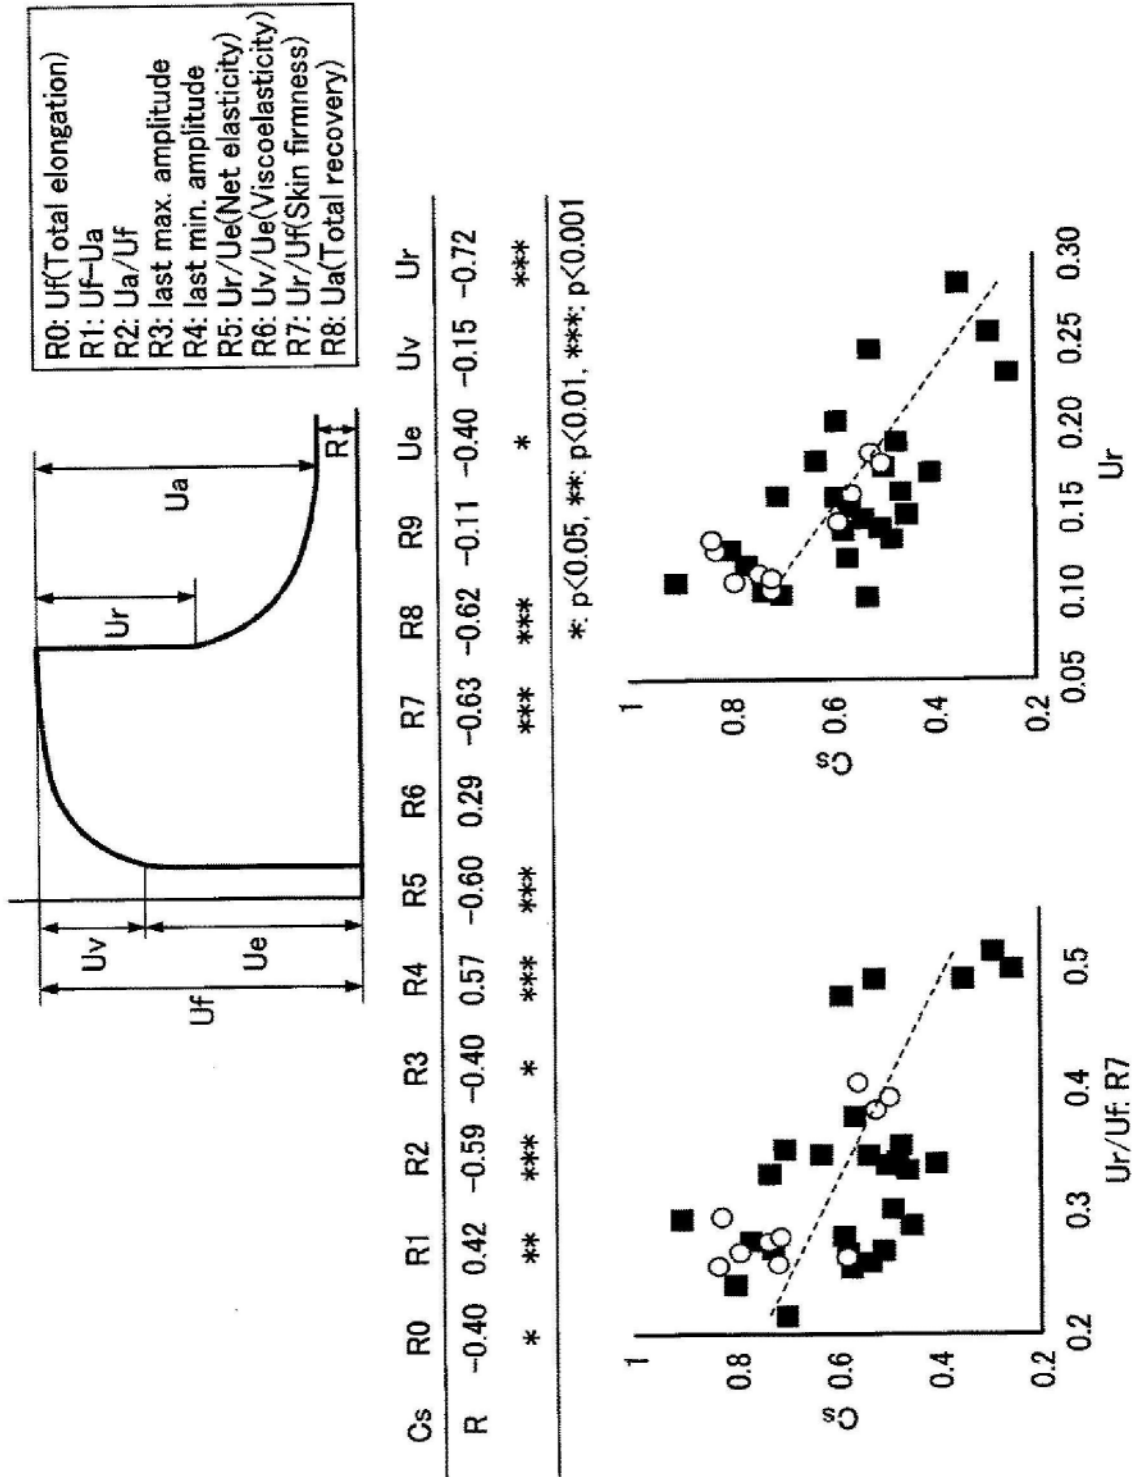 Uf
Uv
Ue
Ur
Ua
R
R0: Uf(Total elongation)
R1: Uf-Ua
R2: Ua/Uf
R3: last max. amplitude
R4: last min. amplitude
R5: Ur/Ue(Net elasticity)
R6: Uv/Ue(Viscoelasticity)
R7: Ur/Uf(Skin firmness)
R8: Ua(Total recovery)
Cs R0 R1 R2 R3 R4 R5 R6 R7 R8 R9 Ue Uv Ur
R -0.40 0.42 -0.59 -0.40 0.57 -0.60 0.29 -0.63 -0.62 -0.11 -0.40 -0.15 -0.72
* ** *** * *** *** *** *** * ***
*: p<0.05, **: p<0.01, ***: p<0.001
1
0.8
0.6
0.4
0.2
Cs
0.2 0.3 0.4 0.5
Ur/Uf: R7
1
0.8
0.6
0.4
0.2
Cs
0.05 0.10 0.15 0.20 0.25 0.30
Ur